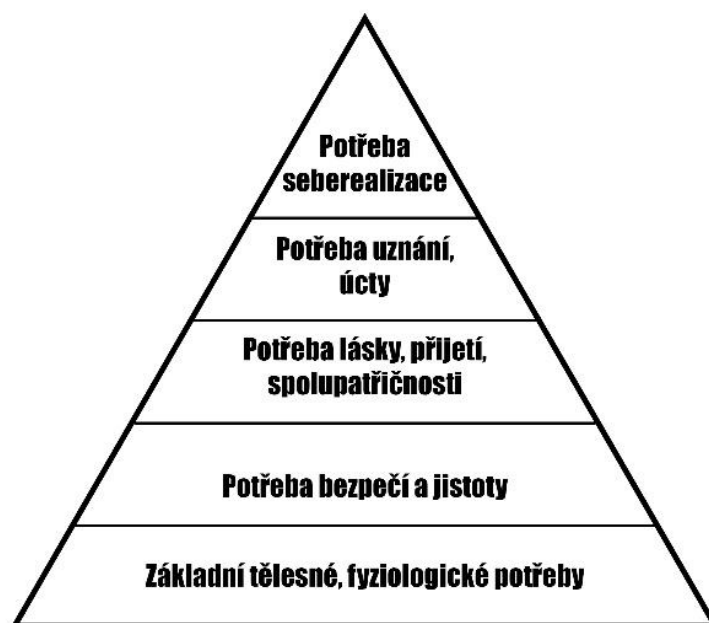 Potřeba
seberealizace
Potřeba uznání,
úcty
Potřeba lásky, přijetí,
spolupatřičnosti
Potřeba bezpečí a jistoty
Základní tělesné, fyziologické potřeby